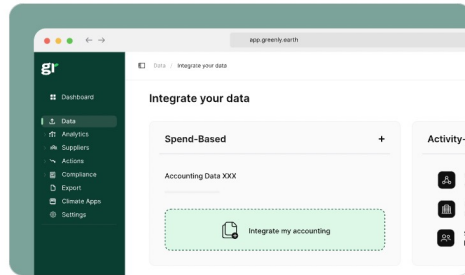 app.greenly.earth
gr
Data | Integrate your data
Dashboard
Data
Analytics
Suppliers
Actions
Compliance
Export
Climate Apps
Settings
Integrate your data
Spend-Based +
Accounting Data XXX
Integrate my accounting
Activity-